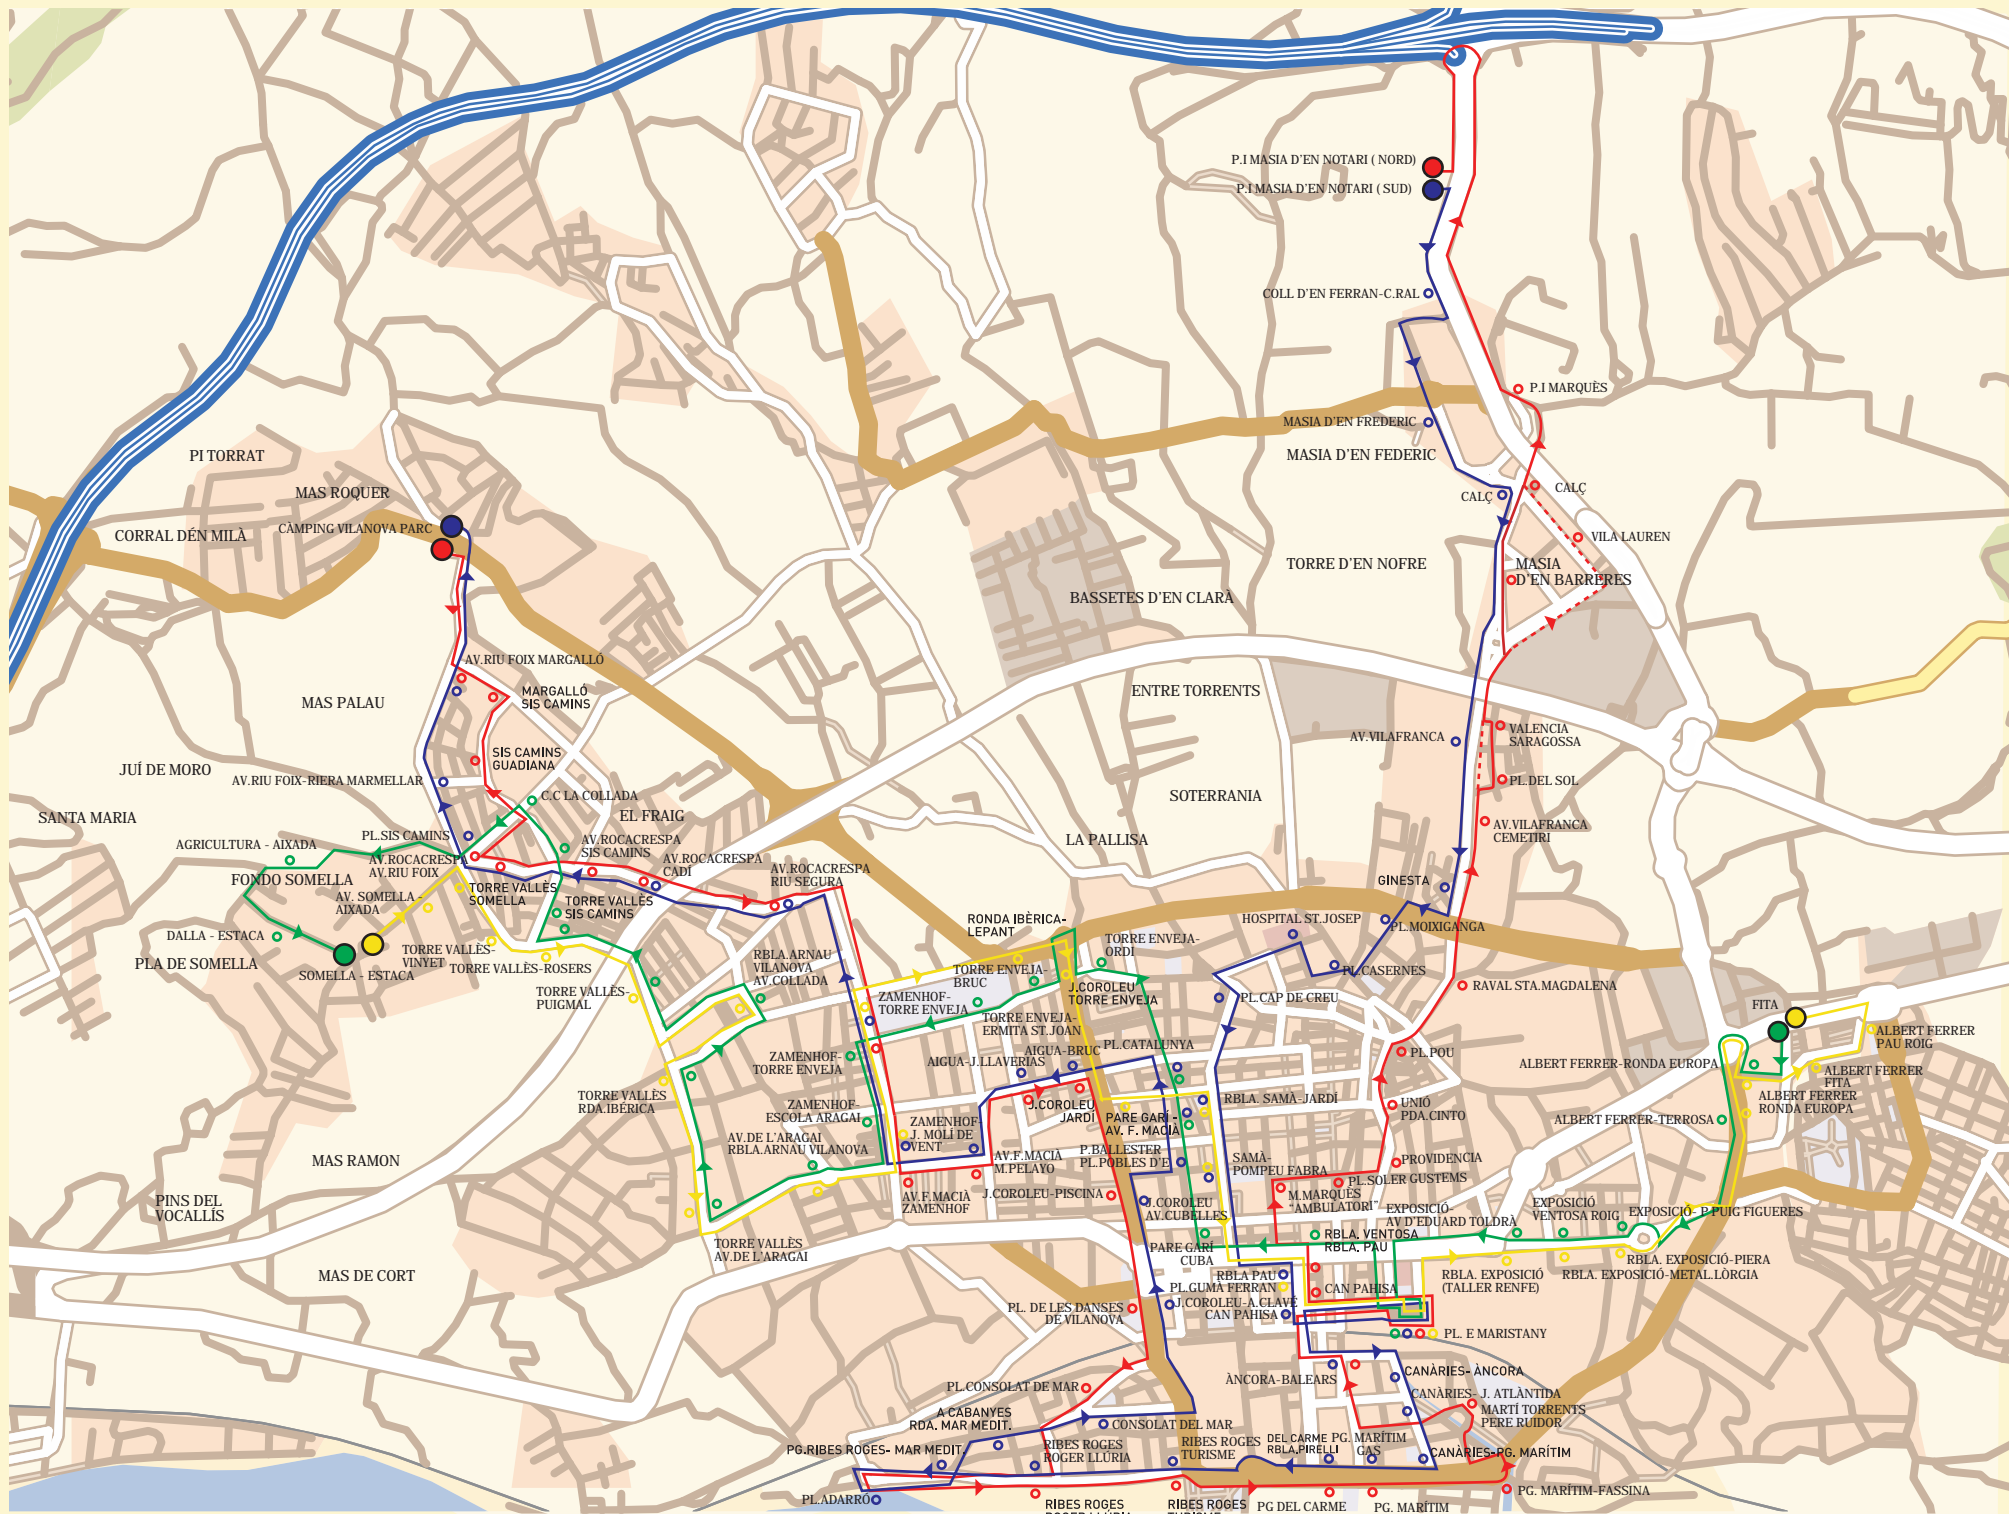 P.I MASIA D'EN NOTARI ( NORD)
P.I MASIA D'EN NOTARI ( SUD)
COLL D'EN FERRAN-C.RAL
P.I MARQUÈS
MASIA D'EN FREDERIC
MASIA D'EN FEDERIC
PI TORRAT
MAS ROQUER
CALÇ
CALÇ
CÀMPING VILANOVA PARC
CORRAL DÉN MILÀ
VILA LAUREN
TORRE D'EN NOFRE
MASIA
D'EN BARRERES
BASSETES D'EN CLARÀ
AV.RIU FOIX MARGALLÓ
ENTRE TORRENTS
MARGALLÓ
SIS CAMINS
MAS PALAU
VALENCIA
SARAGOSSA
AV.VILAFRANCA
SIS CAMINS
GUADIANA
JUÍ DE MORO
AV.RIU FOIX-RIERA MARMELLAR
PL.DEL SOL
C.C LA COLLADA
SOTERRANIA
SANTA MARIA
EL FRAIG
AV.VILAFRANCA
CEMETIRI
PL.SIS CAMINS
LA PALLISA
AGRICULTURA - AIXADA
AV.ROCACRESPA
SIS CAMINS
AV.ROCACRESPA
AV.RIU FOIX
AV.ROCACRESPA
CADÍ
AV.ROCACRESPA
RIU SEGURA
FONDO SOMELLA
GINESTA
TORRE VALLÈS
SOMELLA
AV. SOMELLA -
AIXADA
TORRE VALLÈS
SIS CAMINS
RONDA IBÈRICA-
LEPANT
HOSPITAL ST.JOSEP
PL.MOIXIGANGA
DALLA - ESTACA
TORRE ENVEJA-
ORDI
TORRE VALLÈS-
VINYET
RBLA.ARNAU
VILANOVA
AV.COLLADA
PLA DE SOMELLA
TORRE VALLÈS-ROSERS
SOMELLA - ESTACA
TORRE ENVEJA-
BRUC
PL.CASERNES
J.COROLEU
TORRE ENVEJA
RAVAL STA.MAGDALENA
TORRE VALLÈS-
PUIGMAL
ZAMENHOF-
TORRE ENVEJA
PL.CAP DE CREU
FITA
TORRE ENVEJA-
ERMITA ST.JOAN
ALBERT FERRER
PAU ROIG
PL.CATALUNYA
AIGUA-BRUC
PL.POU
ZAMENHOF-
TORRE ENVEJA
AIGUA-J.LLAVERIAS
ALBERT FERRER-RONDA EUROPA
ALBERT FERRER
FITA
TORRE VALLÈS
RDA.IBÈRICA
ALBERT FERRER
RONDA EUROPA
RBLA. SAMÀ-JARDÍ
UNIÓ
PDA.CINTO
J.COROLEU
JARDÍ
ZAMENHOF-
ESCOLA ARAGAI
PARE GARÍ -
AV. F. MACIÀ
ALBERT FERRER-TERROSA
ZAMENHOF-
J. MOLÍ DE
VENT
AV.DE L'ARAGAI
RBLA.ARNAU VILANOVA
P.BALLESTER
PL.POBLES D'E
AV.F.MACIÀ
M.PELAYO
SAMÀ-
POMPEU FABRA
PROVIDENCIA
MAS RAMON
PL.SOLER GUSTEMS
M.MARQUÈS
"AMBULATORI"
J.COROLEU-PISCINA
AV.F.MACIÀ
ZAMENHOF
PINS DEL
VOCALLÍS
J.COROLEU
AV.CUBELLES
EXPOSICIÓ-
AV D'EDUARD TOLDRÀ
EXPOSICIÓ
VENTOSA ROIG
EXPOSICIÓ- P.PUIG FIGUERES
RBLA. VENTOSA
RBLA. PAU
TORRE VALLÈS
AV.DE L'ARAGAI
PARE GARÍ
CUBA
RBLA. EXPOSICIÓ-PIERA
RBLA PAU
RBLA. EXPOSICIÓ
(TALLER RENFE)
RBLA. EXPOSICIÓ-METAL.LÒRGIA
MAS DE CORT
PL.GUMÀ FERRAN
CAN PAHISA
J.COROLEU-A.CLAVÉ
CAN PAHISA
PL. DE LES DANSES
DE VILANOVA
PL. E MARISTANY
CANÀRIES- ÀNCORA
ÀNCORA-BALEARS
PL.CONSOLAT DE MAR
CANÀRIES- J. ATLÀNTIDA
MARTÍ TORRENTS
PERE RUIDOR
A CABANYES
RDA. MAR MEDIT.
CONSOLAT DEL MAR
PG.RIBES ROGES- MAR MEDIT.
RIBES ROGES
ROGER LLÚRIA
RIBES ROGES
TURISME
DEL CARME
RBLA.PIRELLI
PG. MARÍTIM
GAS
CANÀRIES-PG. MARÍTIM
PL.ADARRÓ
PG. MARÍTIM-FASSINA
RIBES ROGES
ROGER LLÚRIA
RIBES ROGES
TURISME
PG DEL CARME
PG. MARÍTIM